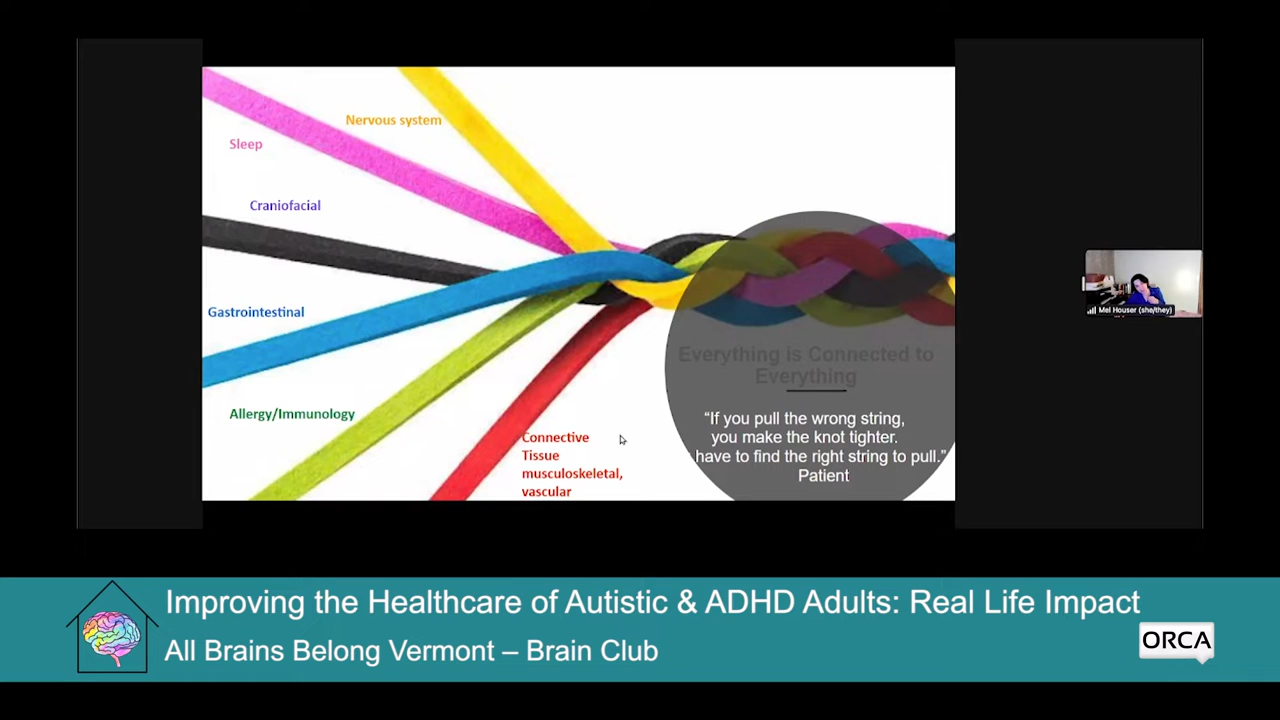 Nervous system
Sleep
Craniofacial
Gastrointestinal
Allergy/Immunology
Connective
Tissue
musculoskeletal,
vascular
Everything is Connected to
Everything
“If you pull the wrong string,
you make the knot tighter.
have to find the right string to pull.”
Patient
Mel Houser (she/they)
Improving the Healthcare of Autistic & ADHD Adults: Real Life Impact
All Brains Belong Vermont – Brain Club
ORCA